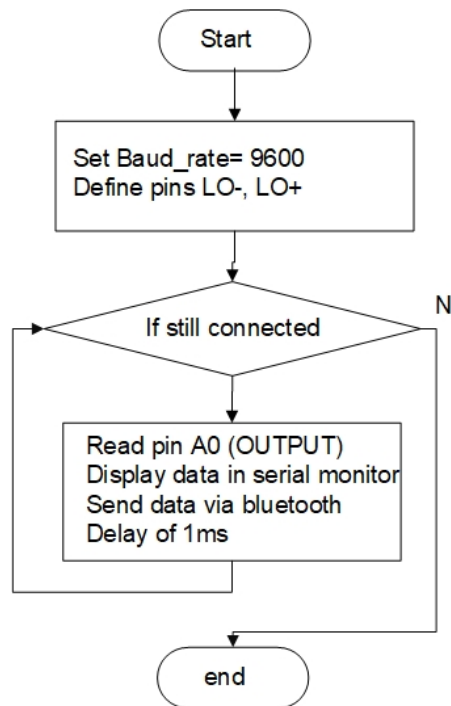 Start
Set Baud_rate= 9600
Define pins LO-, LO+
If still connected
N
Read pin A0 (OUTPUT)
Display data in serial monitor
Send data via bluetooth
Delay of 1ms
end